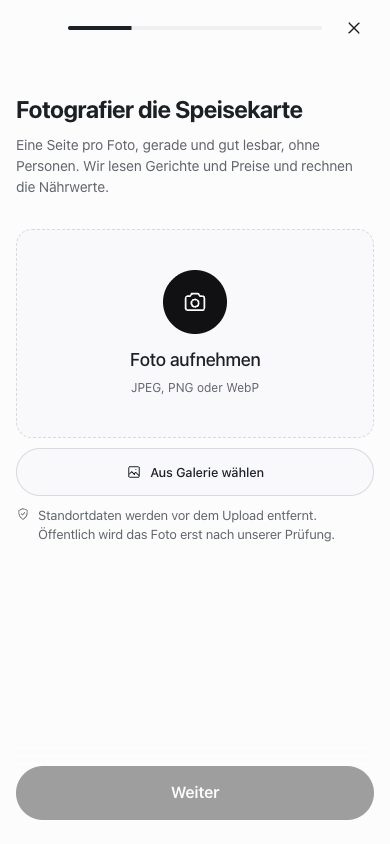 Fotografier die Speisekarte
Eine Seite pro Foto, gerade und gut lesbar, ohne
Personen. Wir lesen Gerichte und Preise und rechnen
die Nährwerte.
Foto aufnehmen
JPEG, PNG oder WebP
Aus Galerie wählen
Standortdaten werden vor dem Upload entfernt.
Öffentlich wird das Foto erst nach unserer Prüfung.
Weiter